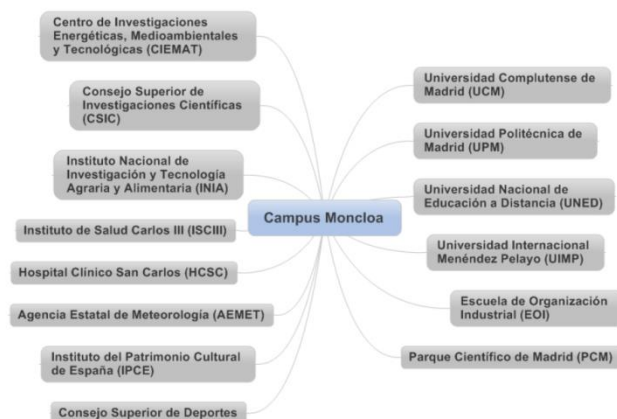 Centro de Investigaciones
Energéticas, Medioambientales
y Tecnológicas (CIEMAT)
Consejo Superior de
Investigaciones Científicas
(CSIC)
Instituto Nacional de
Investigación y Tecnología
Agraria y Alimentaria (INIA)
Instituto de Salud Carlos III (ISCIII)
Hospital Clínico San Carlos (HCSC)
Agencia Estatal de Meteorología (AEMET)
Instituto del Patrimonio Cultural
de España (IPCE)
Consejo Superior de Deportes
Campus Moncloa
Universidad Complutense de
Madrid (UCM)
Universidad Politécnica de
Madrid (UPM)
Universidad Nacional de
Educación a Distancia (UNED)
Universidad Internacional
Menéndez Pelayo (UIMP)
Escuela de Organización
Industrial (EOI)
Parque Científico de Madrid (PCM)